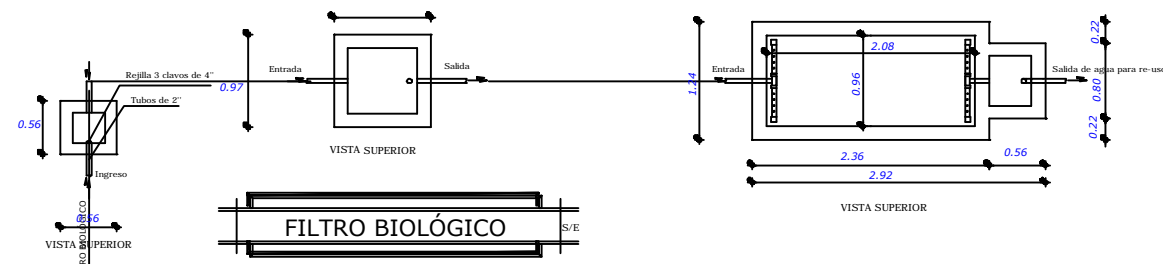 Entrada
Salida
Rejilla 3 clavos de 4"
Tubos de 2"
0.97
0.56
VISTA SUPERIOR
Ingreso
0.56
VISTA SUPERIOR
BIOLÓGICO
FILTRO BIOLÓGICO
S/E
Entrada
1.24
2.08
0.96
Salida de agua para re-uso
0.22
0.80
0.22
2.36
0.56
2.92
VISTA SUPERIOR